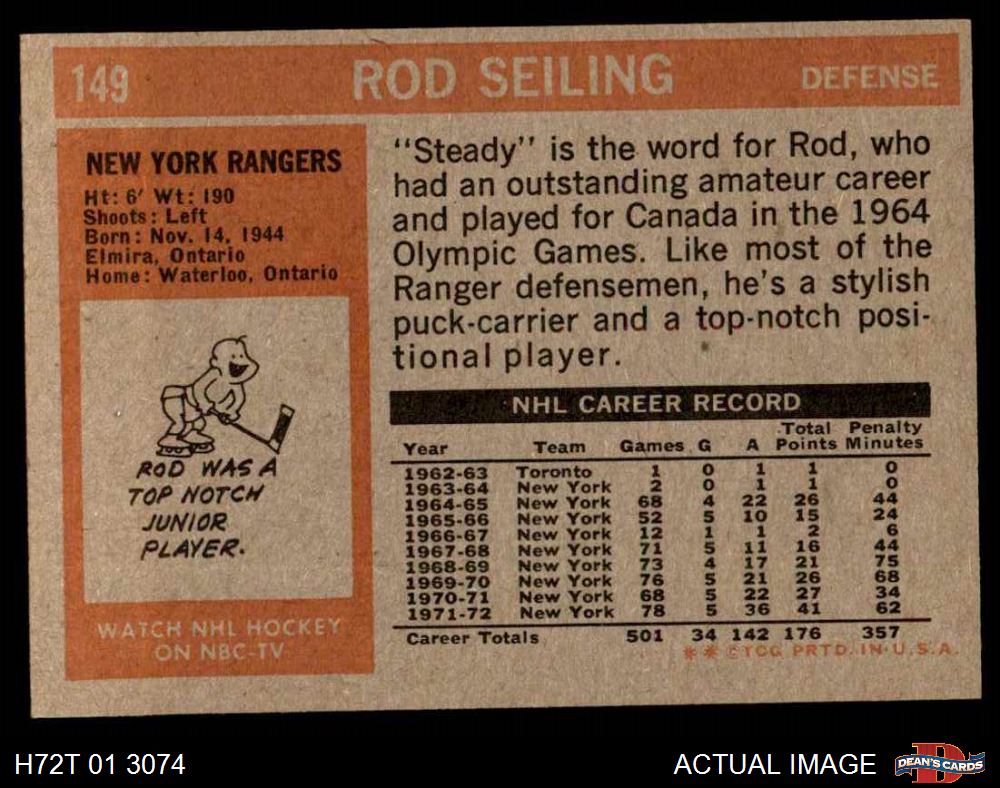 149 ROD SEILING DEFENSE
NEW YORK RANGERS
Ht: 6' Wt: 190
Shoots: Left
Born: Nov. 14, 1944
Elmira, Ontario
Home: Waterloo, Ontario
ROD WAS A
TOP NOTCH
JUNIOR
PLAYER.
WATCH NHL HOCKEY
ON NBC-TV
"Steady" is the word for Rod, who
had an outstanding amateur career
and played for Canada in the 1964
Olympic Games. Like most of the
Ranger defensemen, he's a stylish
puck-carrier and a top-notch posi-
tional player.
NHL CAREER RECORD
Year Team Games G A Total Points Penalty Minutes
1962-63 Toronto 1 0 1 1 0
1963-64 New York 2 0 1 1 0
1964-65 New York 68 4 22 26 44
1965-66 New York 52 5 10 15 24
1966-67 New York 12 1 1 2 6
1967-68 New York 71 5 11 16 44
1968-69 New York 73 4 17 21 75
1969-70 New York 76 5 21 26 68
1970-71 New York 68 5 22 27 34
1971-72 New York 78 5 36 41 62
Career Totals 501 34 142 176 357
** ©TCG PRTD. IN U.S.A.
H72T 01 3074 ACTUAL IMAGE D DEAN'S CARDS